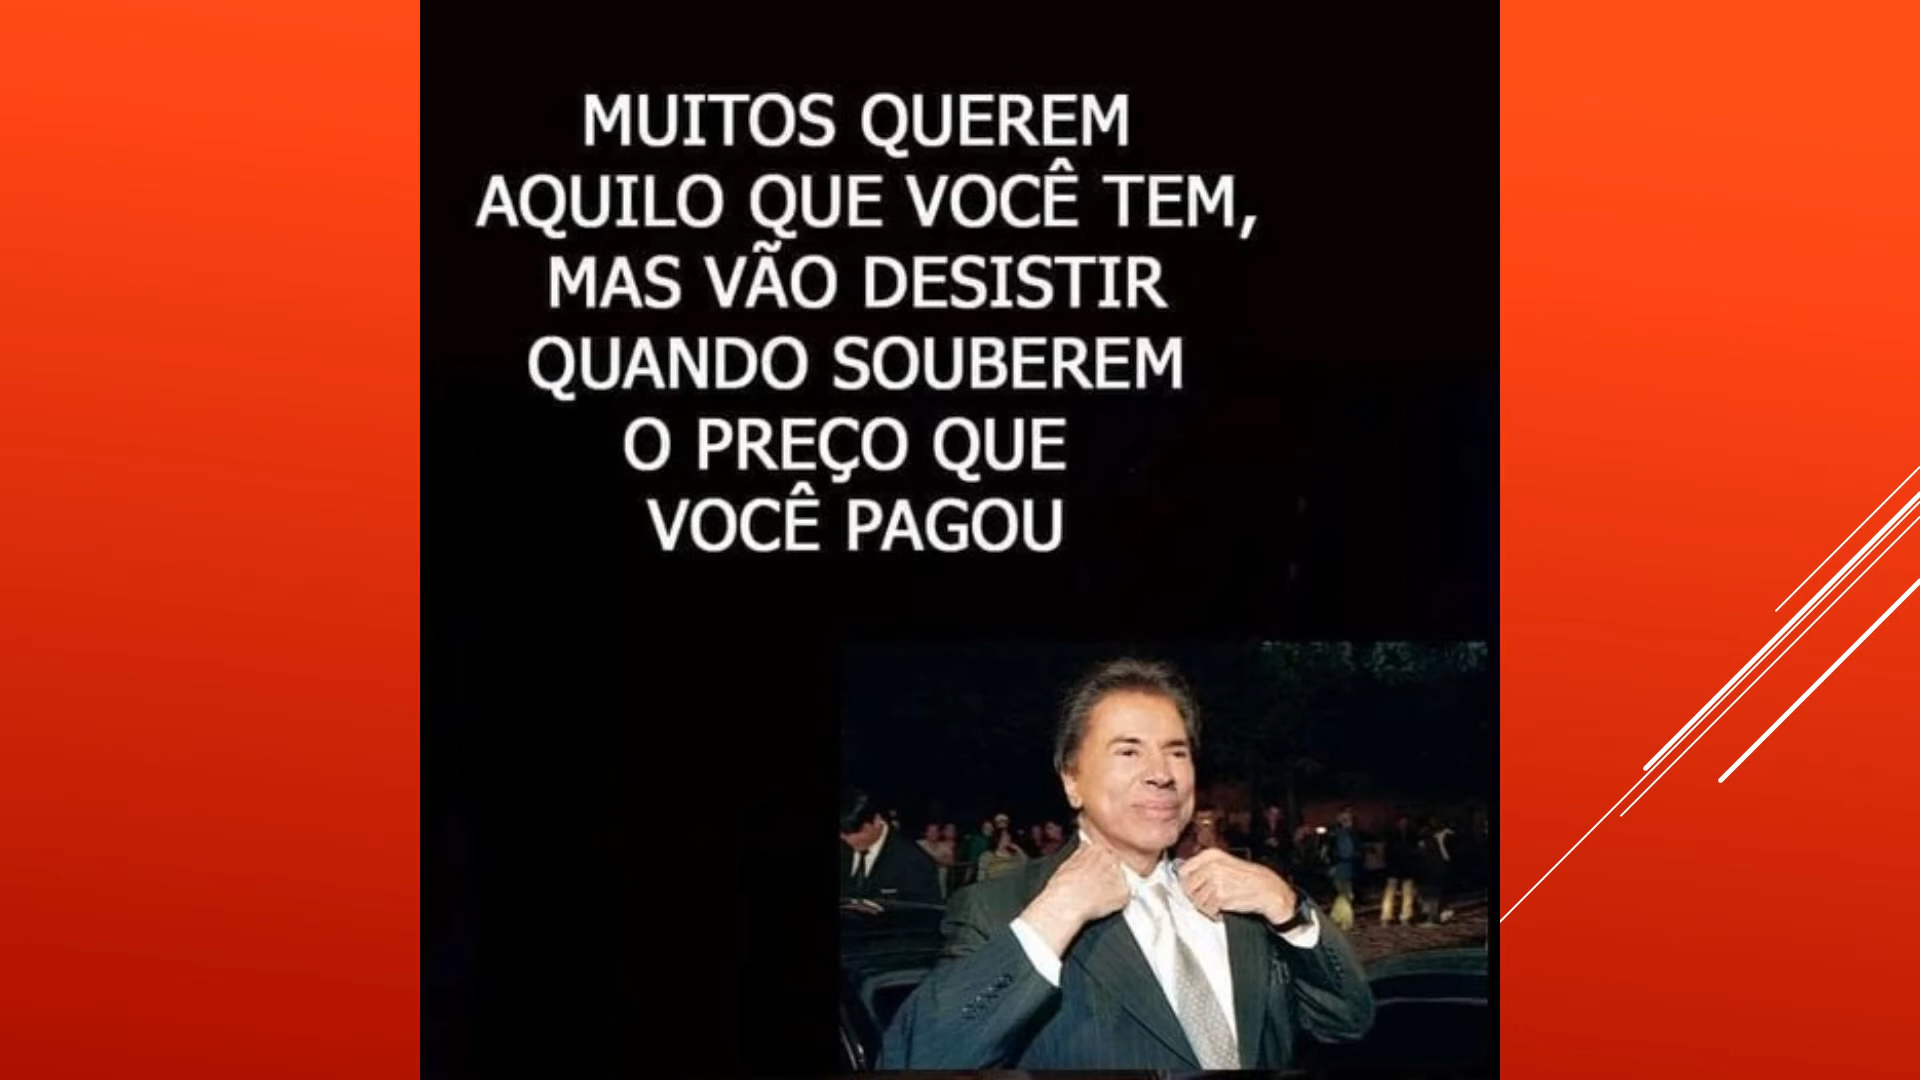 MUITOS QUEREM
AQUILO QUE VOCÊ TEM,
MAS VÃO DESISTIR
QUANDO SOUBEREM
O PREÇO QUE
VOCÊ PAGOU